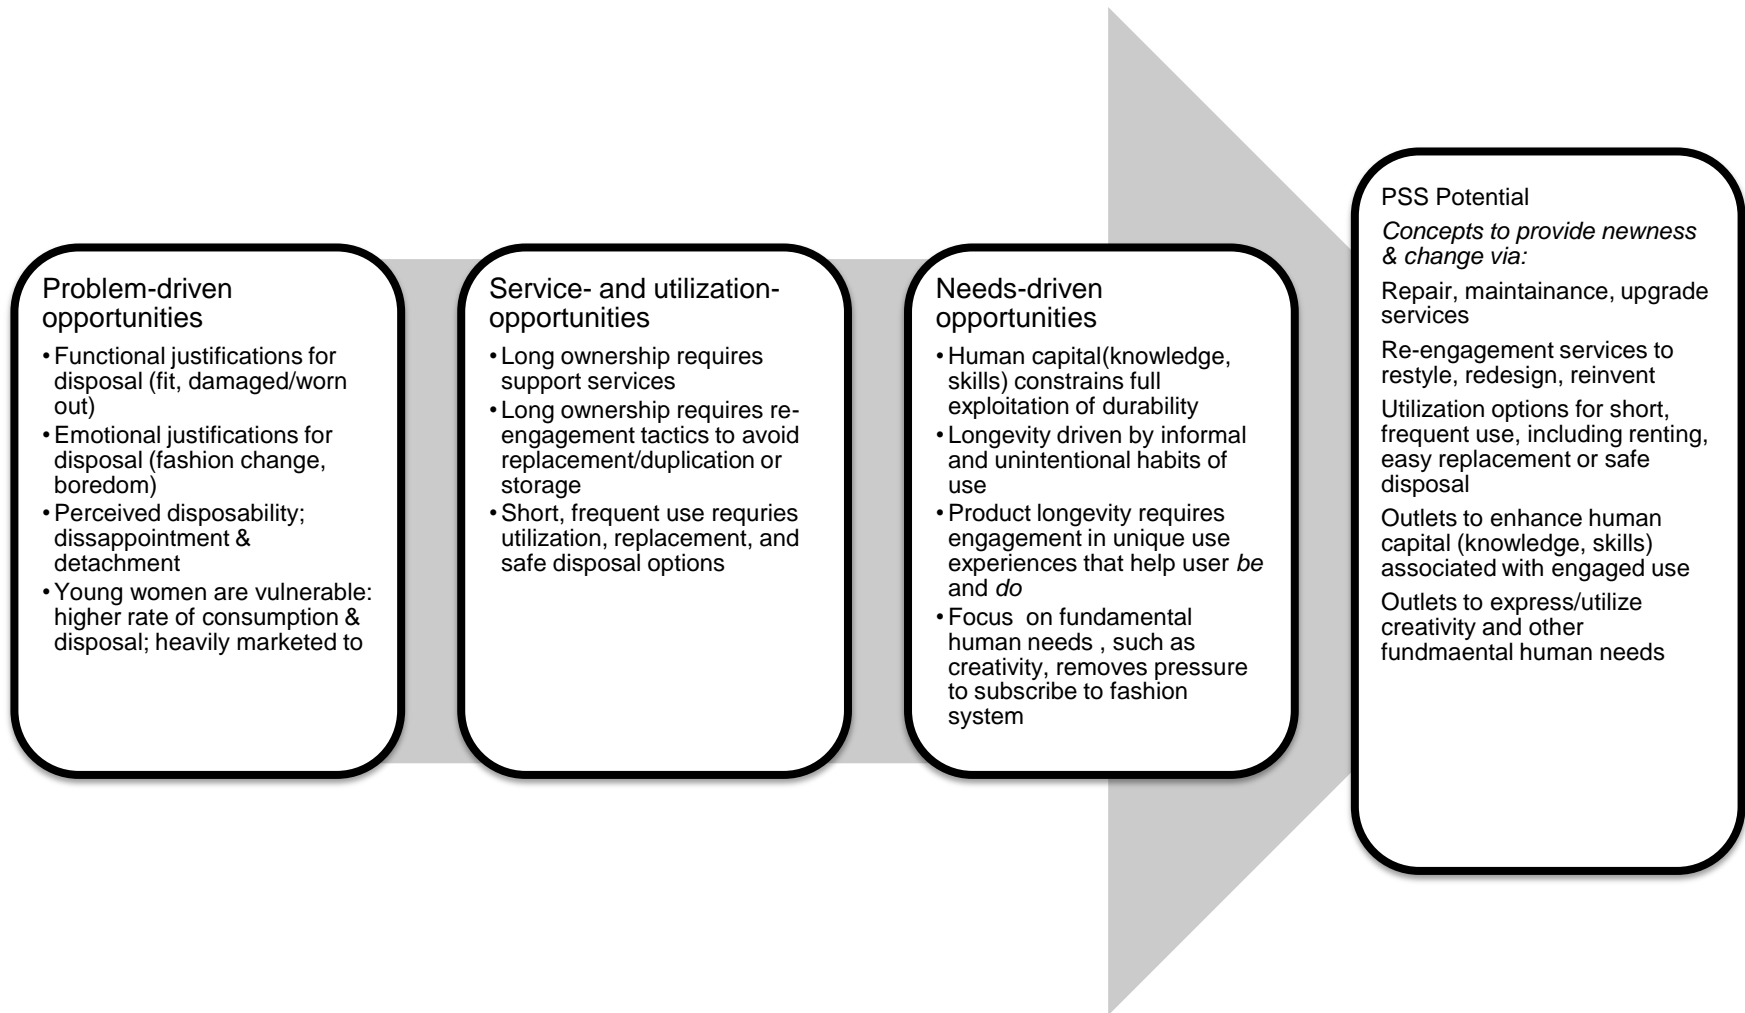 Problem-driven
opportunities
• Functional justifications for
disposal (fit, damaged/worn
out)
• Emotional justifications for
disposal (fashion change,
boredom)
• Perceived disposability;
dissappointment &
detachment
• Young women are vulnerable:
higher rate of consumption &
disposal; heavily marketed to
Service- and utilization-
opportunities
• Long ownership requires
support services
• Long ownership requires re-
engagement tactics to avoid
replacement/duplication or
storage
• Short, frequent use requries
utilization, replacement, and
safe disposal options
Needs-driven
opportunities
• Human capital(knowledge,
skills) constrains full
exploitation of durability
• Longevity driven by informal
and unintentional habits of
use
• Product longevity requires
engagement in unique use
experiences that help user be
and do
• Focus on fundamental
human needs , such as
creativity, removes pressure
to subscribe to fashion
system
PSS Potential
Concepts to provide newness
& change via:
Repair, maintainance, upgrade
services
Re-engagement services to
restyle, redesign, reinvent
Utilization options for short,
frequent use, including renting,
easy replacement or safe
disposal
Outlets to enhance human
capital (knowledge, skills)
associated with engaged use
Outlets to express/utilize
creativity and other
fundmaental human needs